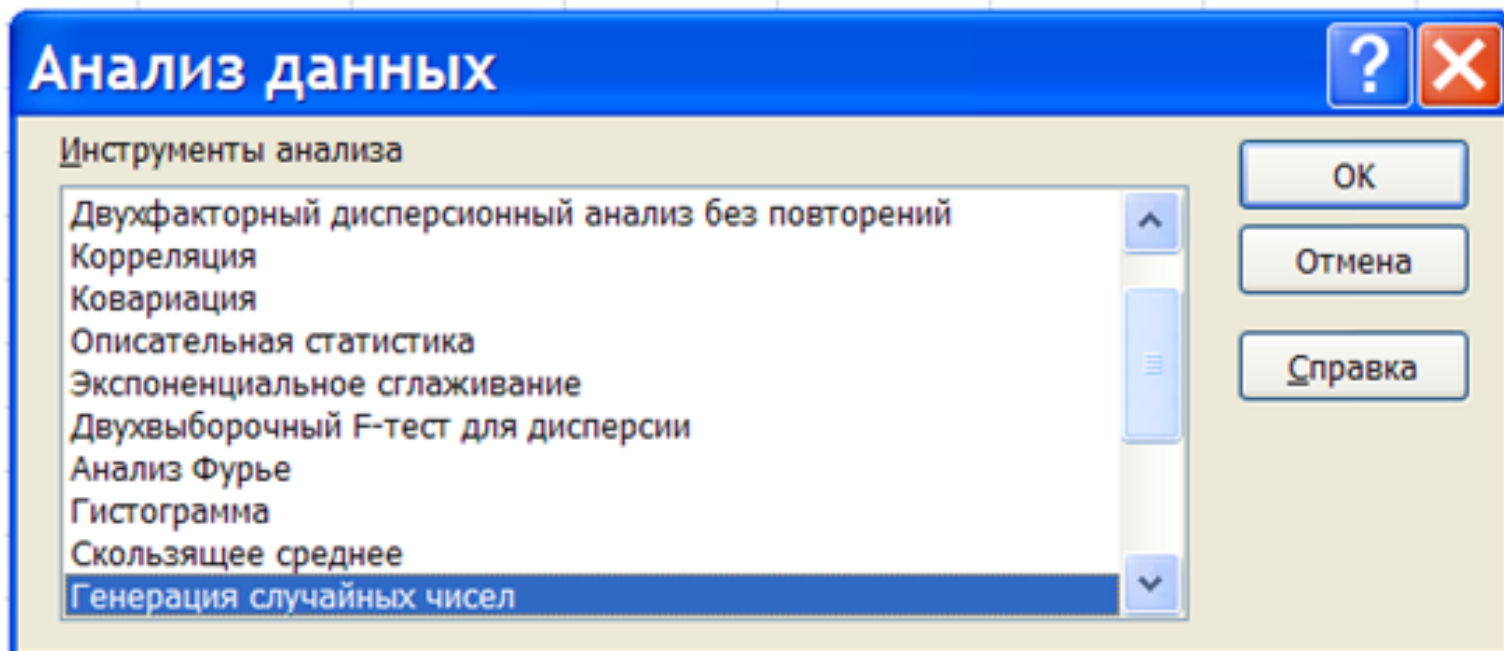 Анализ данных
Инструменты анализа
Двухфакторный дисперсионный анализ без повторений
Корреляция
Ковариация
Описательная статистика
Экспоненциальное сглаживание
Двухвыборочный F-тест для дисперсии
Анализ Фурье
Гистограмма
Скользящее среднее
Генерация случайных чисел
ОК
Отмена
Справка